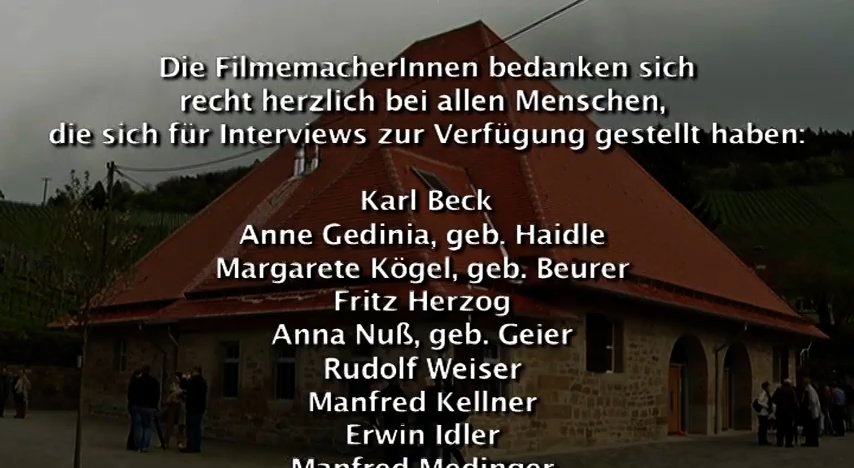 Die FilmemacherInnen bedanken sich
recht herzlich bei allen Menschen,
die sich für Interviews zur Verfügung gestellt haben:
Karl Beck
Anne Gedinia, geb. Haidle
Margarete Kögel, geb. Beurer
Fritz Herzog
Anna Nuß, geb. Geier
Rudolf Weiser
Manfred Kellner
Erwin Idler
Manfred Medinger